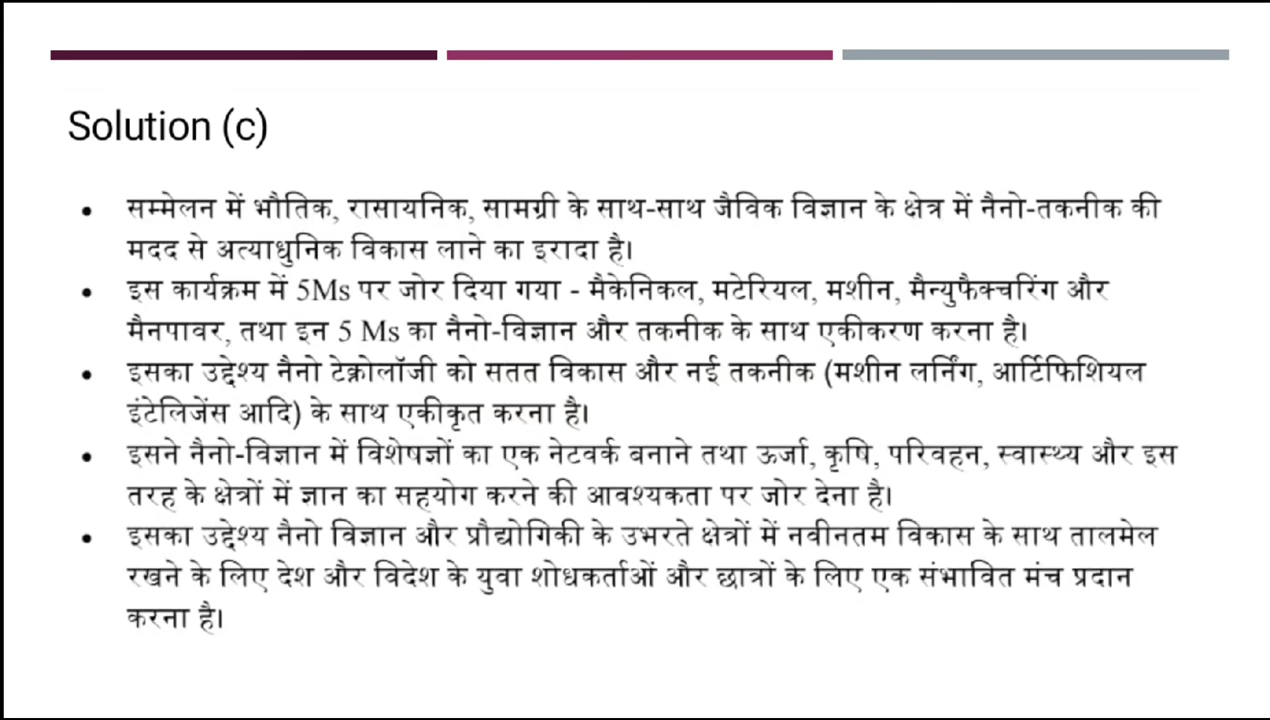 Solution (c)
• सम्मेलन में भौतिक, रासायनिक, सामग्री के साथ-साथ जैविक विज्ञान के क्षेत्र में नैनो-तकनीक की
मदद से अत्याधुनिक विकास लाने का इरादा है।
• इस कार्यक्रम में 5Ms पर जोर दिया गया - मैकेनिकल, मटेरियल, मशीन, मैन्युफैक्चरिंग और
मैनपावर, तथा इन 5 Ms का नैनो-विज्ञान और तकनीक के साथ एकीकरण करना है।
• इसका उद्देश्य नैनो टेक्नोलॉजी को सतत विकास और नई तकनीक (मशीन लर्निंग, आर्टिफिशियल
इंटेलिजेंस आदि) के साथ एकीकृत करना है।
• इसने नैनो-विज्ञान में विशेषज्ञों का एक नेटवर्क बनाने तथा ऊर्जा, कृषि, परिवहन, स्वास्थ्य और इस
तरह के क्षेत्रों में ज्ञान का सहयोग करने की आवश्यकता पर जोर देना है।
• इसका उद्देश्य नैनो विज्ञान और प्रौद्योगिकी के उभरते क्षेत्रों में नवीनतम विकास के साथ तालमेल
रखने के लिए देश और विदेश के युवा शोधकर्ताओं और छात्रों के लिए एक संभावित मंच प्रदान
करना है।